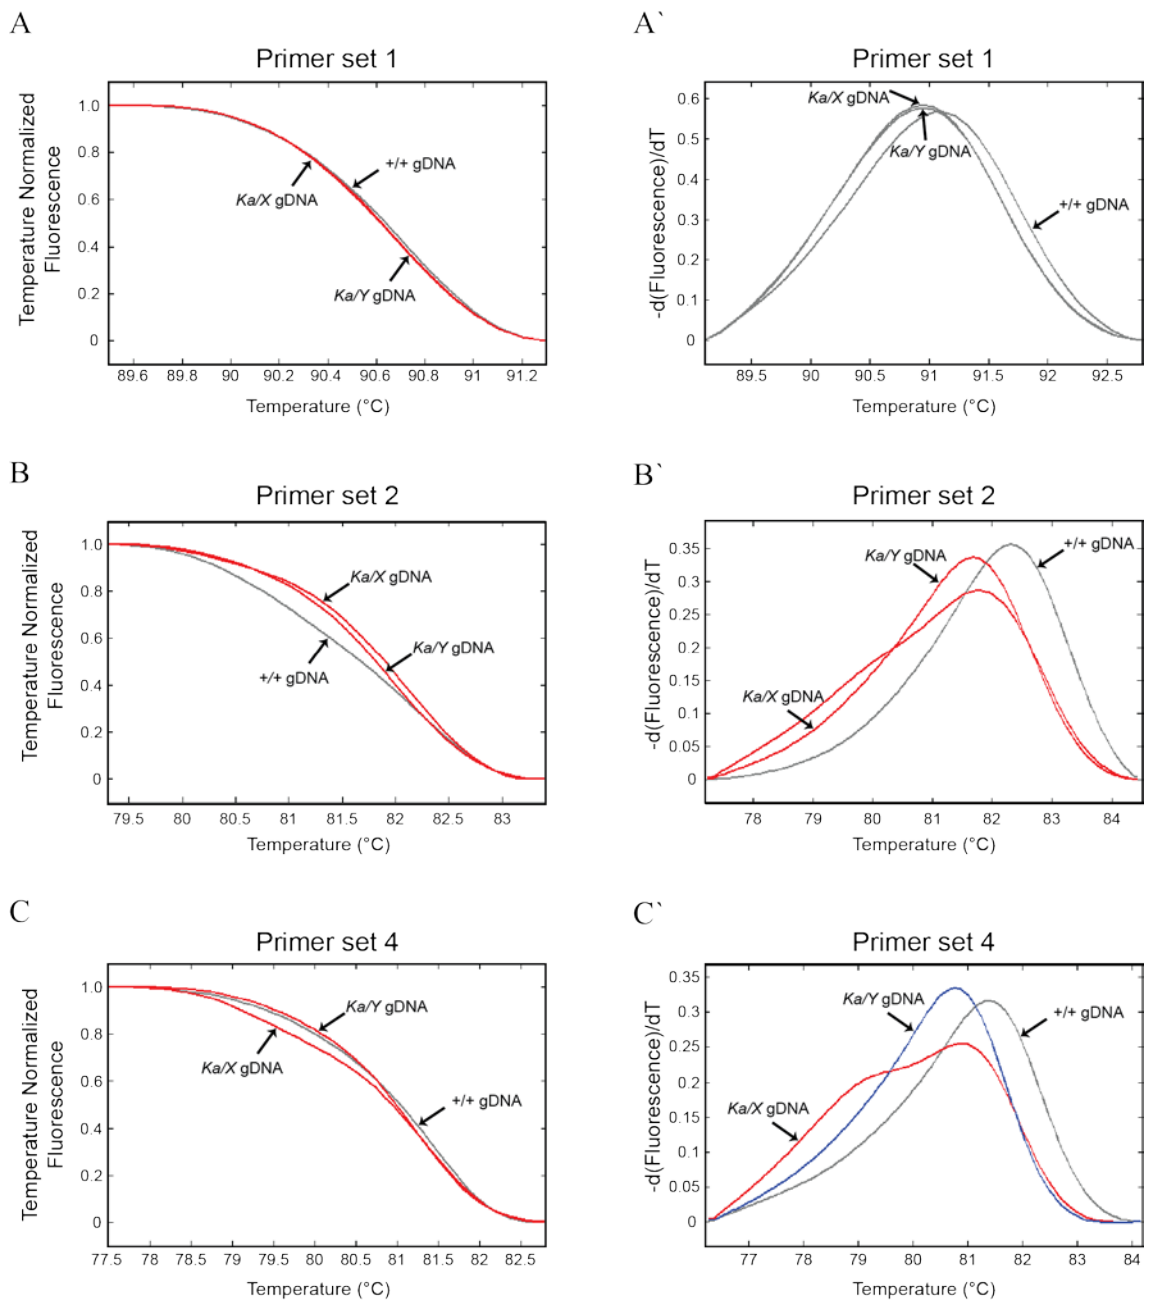 A
Primer set 1
Temperature Normalized
Fluorescence
1.0
0.8
0.6
0.4
0.2
0
+/+ gDNA
Ka/X gDNA
Ka/Y gDNA
89.6 89.8 90 90.2 90.4 90.6 90.8 91 91.2
Temperature (°C)
A`
Primer set 1
-d(Fluorescence)/dT
0.6
0.5
0.4
0.3
0.2
0.1
0
Ka/X gDNA
Ka/Y gDNA
+/+ gDNA
89.5 90 90.5 91 91.5 92 92.5
Temperature (°C)
B
Primer set 2
Temperature Normalized
Fluorescence
1.0
0.8
0.6
0.4
0.2
0
Ka/X gDNA
Ka/Y gDNA
+/+ gDNA
79.5 80 80.5 81 81.5 82 82.5 83
Temperature (°C)
B`
Primer set 2
-d(Fluorescence)/dT
0.35
0.3
0.25
0.2
0.15
0.1
0.05
0
Ka/Y gDNA
+/+ gDNA
Ka/X gDNA
78 79 80 81 82 83 84
Temperature (°C)
C
Primer set 4
Temperature Normalized
Fluorescence
1.0
0.8
0.6
0.4
0.2
0
Ka/Y gDNA
Ka/X gDNA
+/+ gDNA
77.5 78 78.5 79 79.5 80 80.5 81 81.5 82 82.5
Temperature (°C)
C`
Primer set 4
-d(Fluorescence)/dT
0.35
0.3
0.25
0.2
0.15
0.1
0.05
0
Ka/Y gDNA
+/+ gDNA
Ka/X gDNA
77 78 79 80 81 82 83 84
Temperature (°C)